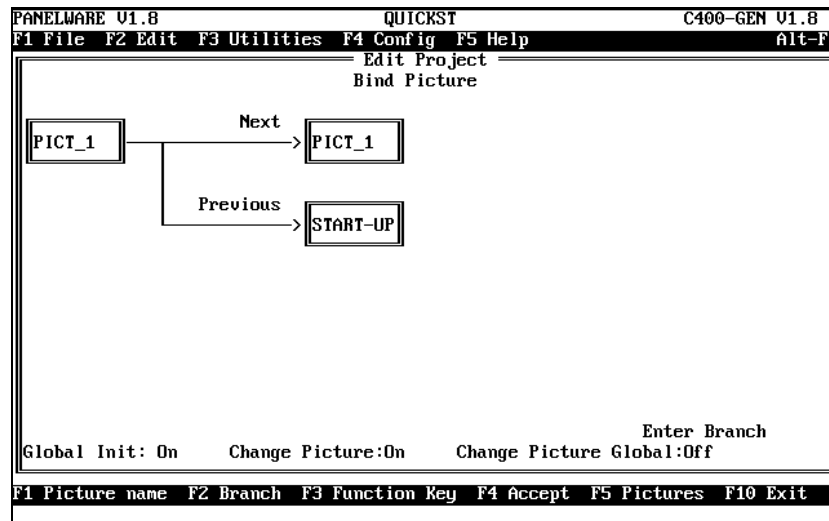 PANELWARE V1.8 QUICKST C400-GEN V1.8
F1 File F2 Edit F3 Utilities F4 Config F5 Help Alt-F
Edit Project
Bind Picture
Next
PICT_1 PICT_1
Previous
START-UP
Enter Branch
Global Init: On Change Picture:On Change Picture Global:Off
F1 Picture name F2 Branch F3 Function Key F4 Accept F5 Pictures F10 Exit